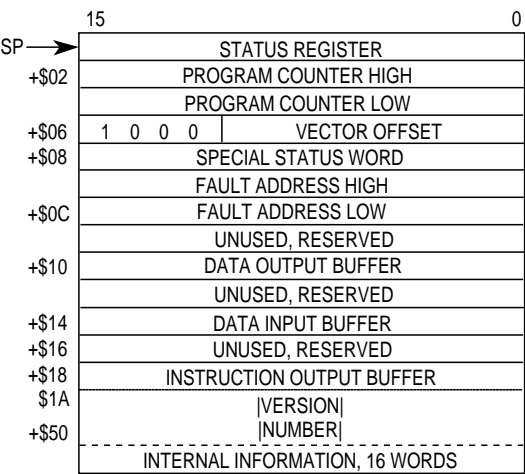 15 0
SP STATUS REGISTER
+$02 PROGRAM COUNTER HIGH
PROGRAM COUNTER LOW
+$06 1 0 0 0 VECTOR OFFSET
+$08 SPECIAL STATUS WORD
FAULT ADDRESS HIGH
+$0C FAULT ADDRESS LOW
UNUSED, RESERVED
+$10 DATA OUTPUT BUFFER
UNUSED, RESERVED
+$14 DATA INPUT BUFFER
+$16 UNUSED, RESERVED
+$18 INSTRUCTION OUTPUT BUFFER
$1A |VERSION|
+$50 |NUMBER|
INTERNAL INFORMATION, 16 WORDS